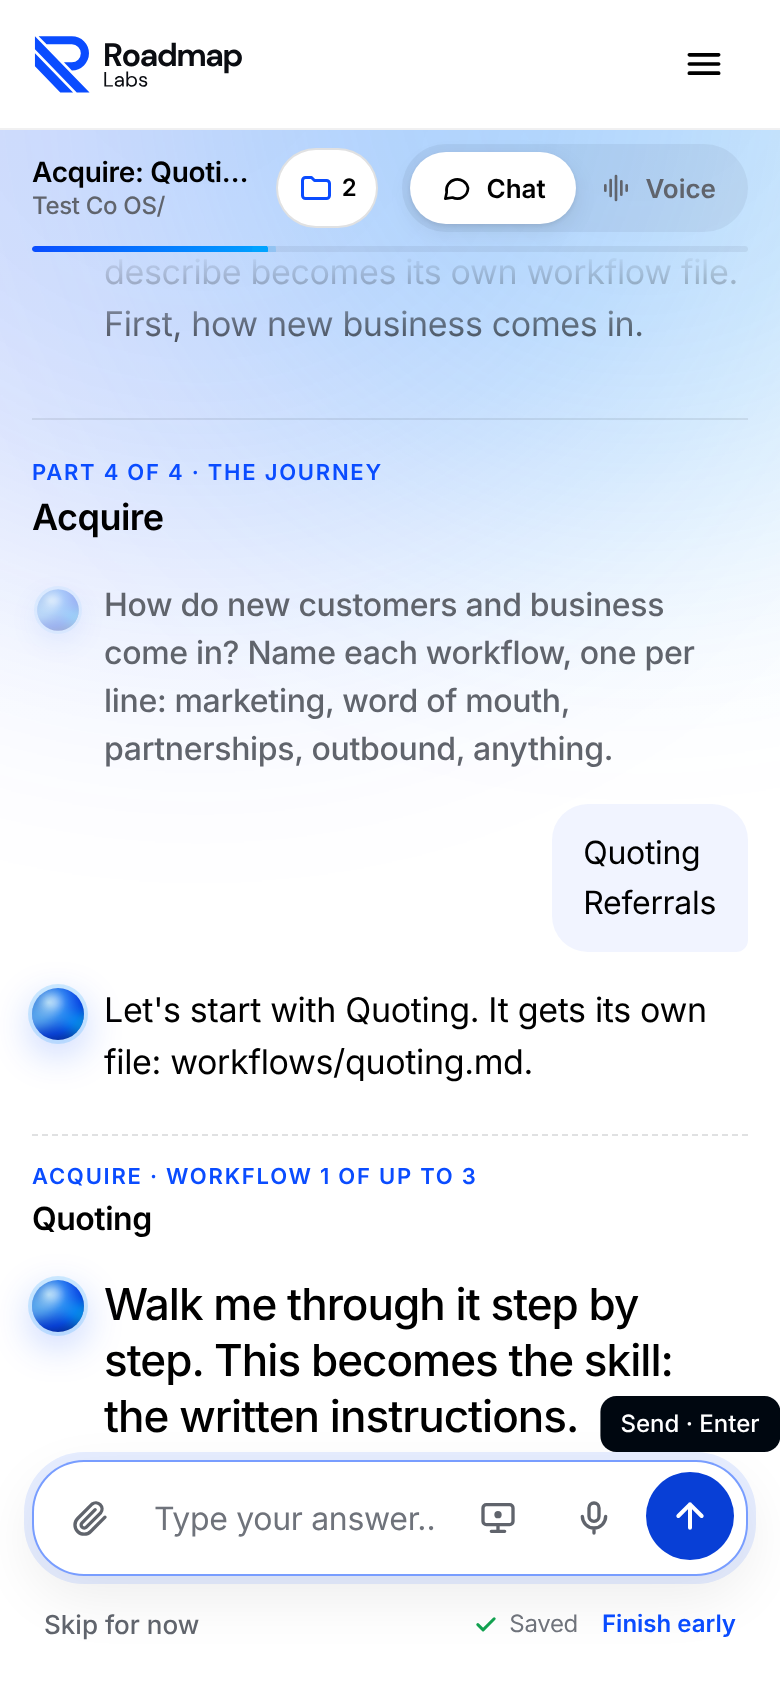 Roadmap
Labs
Acquire: Quoti...
Test Co OS/
2
Chat
Voice
describe becomes its own workflow file.
First, how new business comes in.
PART 4 OF 4 · THE JOURNEY
Acquire
How do new customers and business
come in? Name each workflow, one per
line: marketing, word of mouth,
partnerships, outbound, anything.
Quoting
Referrals
Let's start with Quoting. It gets its own
file: workflows/quoting.md.
ACQUIRE · WORKFLOW 1 OF UP TO 3
Quoting
Walk me through it step by
step. This becomes the skill:
the written instructions.
Send · Enter
Type your answer..
Skip for now
Saved
Finish early